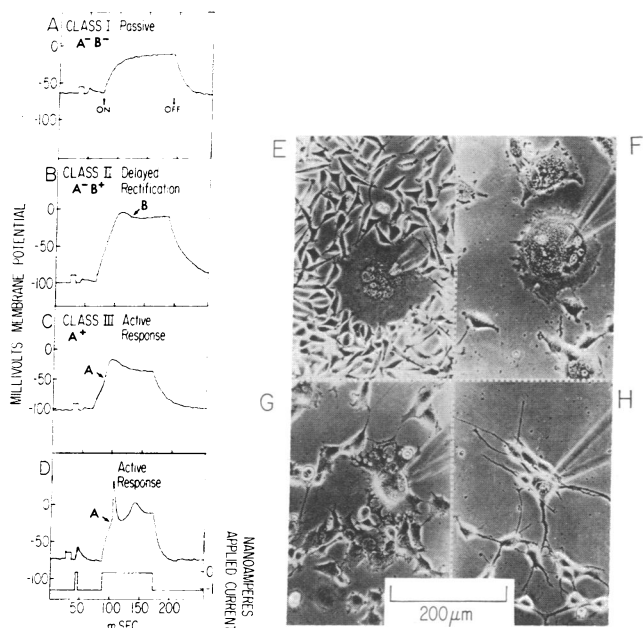 A CLASS I Passive
A⁻B⁻
0
-50
-100
ON
OFF
B CLASS II Delayed
Rectification
A⁻B⁺
B
0
-50
-100
C CLASS III Active
Response
A⁺
A
0
-50
-100
D Active
Response
A
0
-50
-100
0
50 100 150 200
mSEC
MILLIVOLTS MEMBRANE POTENTIAL
NANOAMPERES
APPLIED CURRENT
E
F
G
H
200μm